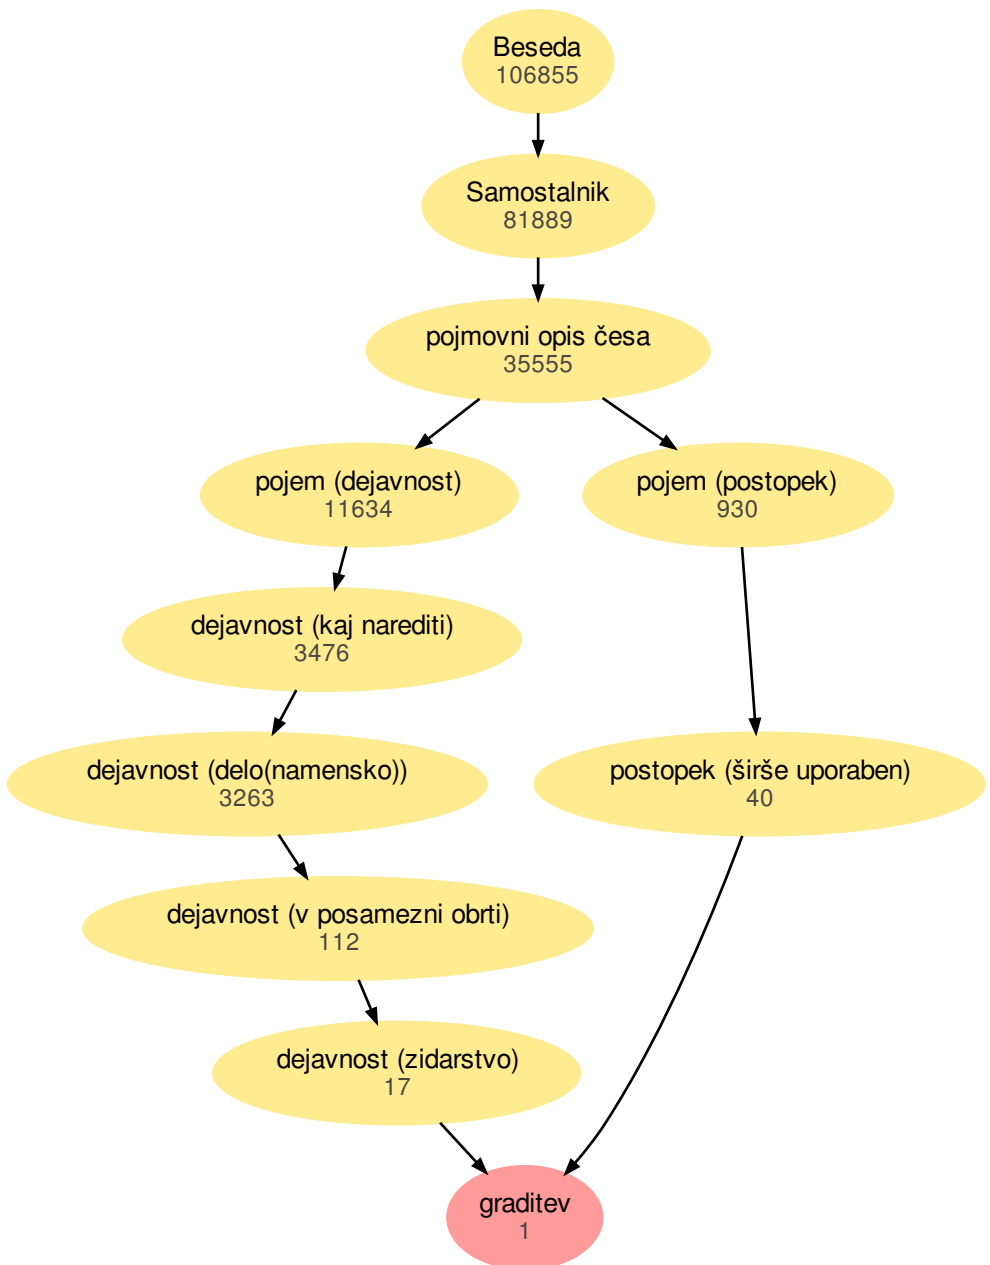 Beseda
106855
Samostalnik
81889
pojmovni opis česa
35555
pojem (dejavnost)
11634
pojem (postopek)
930
dejavnost (kaj narediti)
3476
dejavnost (delo(namensko))
3263
postopek (širše uporaben)
40
dejavnost (v posamezni obrti)
112
dejavnost (zidarstvo)
17
graditev
1